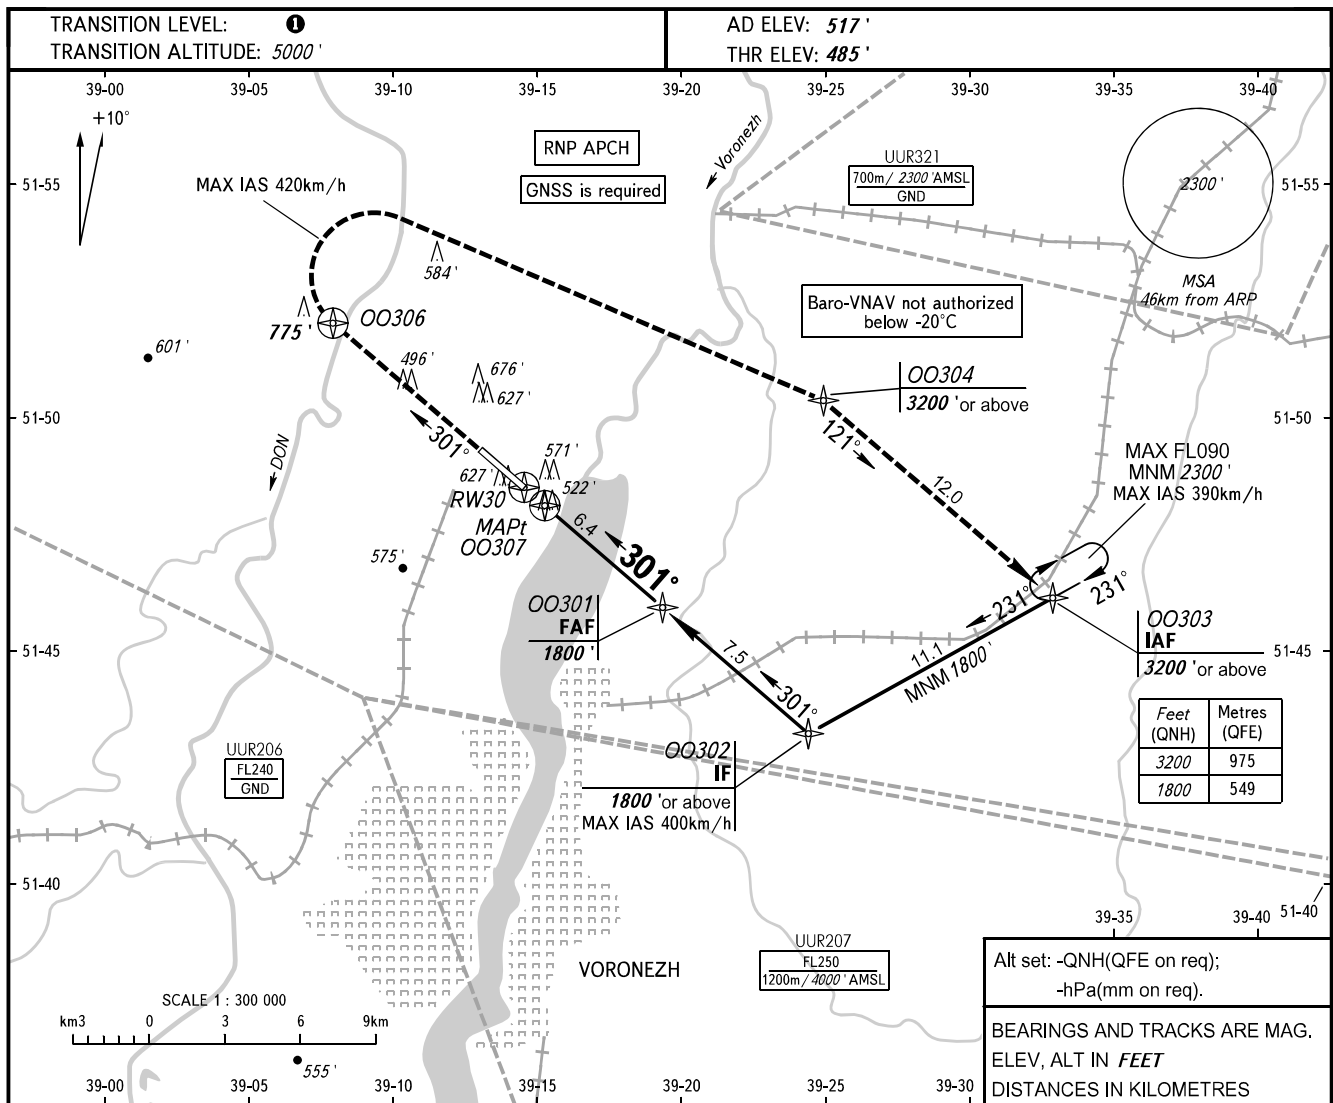 TRANSITION LEVEL: ❶
TRANSITION ALTITUDE: 5000 '
AD ELEV: 517 '
THR ELEV: 485 '
39-00 39-05 39-10 39-15 39-20 39-25 39-30 39-35 39-40
+10°
RNP APCH
GNSS is required
Voronezh
UUR321
700m / 2300 'AMSL
GND
2300 '
51-55
51-55
MAX IAS 420km/h
584 '
MSA
46km from ARP
Baro-VNAV not authorized
below -20°C
775 '
OO306
601 '
496 '
676 '
627 '
OO304
3200 'or above
51-50
51-50
301°
121°
DON
571 '
627 '
522 '
RW30
MAPt
OO307
MAX FL090
MNM 2300 '
MAX IAS 390km/h
12.0
6.4
301°
575 '
231°
231°
OO301
FAF
1800 '
OO303
IAF
3200 'or above
51-45
51-45
7.5
301°
11.1
MNM 1800 '
Feet
(QNH)
Metres
(QFE)
3200 975
1800 549
UUR206
FL240
GND
OO302
IF
1800 'or above
MAX IAS 400km/h
51-40
51-40
39-35 39-40
UUR207
FL250
1200m / 4000 ' AMSL
VORONEZH
SCALE 1 : 300 000
km3 0 3 6 9km
555 '
39-00 39-05 39-10 39-15 39-20 39-25 39-30
Alt set: -QNH(QFE on req);
-hPa(mm on req).
BEARINGS AND TRACKS ARE MAG.
ELEV, ALT IN FEET
DISTANCES IN KILOMETRES